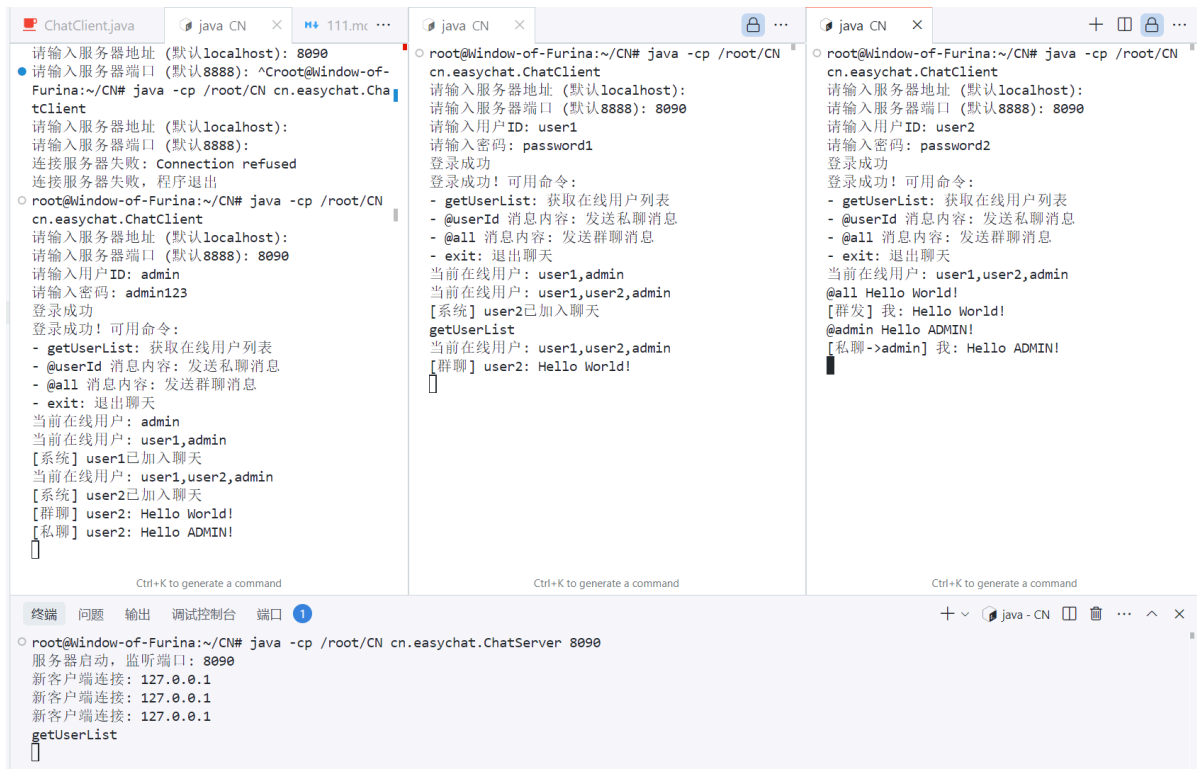 ChatClient.java
java CN
111.mc
请输入服务器地址 (默认localhost): 8090
请输入服务器端口 (默认8888): ^Croot@Window-of-
Furina:~/CN# java -cp /root/CN cn.easychat.Cha
tClient
请输入服务器地址 (默认localhost):
请输入服务器端口 (默认8888):
连接服务器失败: Connection refused
连接服务器失败, 程序退出
root@Window-of-Furina:~/CN# java -cp /root/CN
cn.easychat.ChatClient
请输入服务器地址 (默认localhost):
请输入服务器端口 (默认8888): 8090
请输入用户ID: admin
请输入密码: admin123
登录成功
登录成功! 可用命令:
- getUserList: 获取在线用户列表
- @userId 消息内容: 发送私聊消息
- @all 消息内容: 发送群聊消息
- exit: 退出聊天
当前在线用户: admin
当前在线用户: user1,admin
[系统] user1已加入聊天
当前在线用户: user1,user2,admin
[系统] user2已加入聊天
[群聊] user2: Hello World!
[私聊] user2: Hello ADMIN!
Ctrl+K to generate a command
java CN
root@Window-of-Furina:~/CN# java -cp /root/CN
cn.easychat.ChatClient
请输入服务器地址 (默认localhost):
请输入服务器端口 (默认8888): 8090
请输入用户ID: user1
请输入密码: password1
登录成功
登录成功! 可用命令:
- getUserList: 获取在线用户列表
- @userId 消息内容: 发送私聊消息
- @all 消息内容: 发送群聊消息
- exit: 退出聊天
当前在线用户: user1,admin
当前在线用户: user1,user2,admin
[系统] user2已加入聊天
getUserList
当前在线用户: user1,user2,admin
[群聊] user2: Hello World!
Ctrl+K to generate a command
java CN
root@Window-of-Furina:~/CN# java -cp /root/CN
cn.easychat.ChatClient
请输入服务器地址 (默认localhost):
请输入服务器端口 (默认8888): 8090
请输入用户ID: user2
请输入密码: password2
登录成功
登录成功! 可用命令:
- getUserList: 获取在线用户列表
- @userId 消息内容: 发送私聊消息
- @all 消息内容: 发送群聊消息
- exit: 退出聊天
当前在线用户: user1,user2,admin
@all Hello World!
[群发] 我: Hello World!
@admin Hello ADMIN!
[私聊->admin] 我: Hello ADMIN!
Ctrl+K to generate a command
终端 问题 输出 调试控制台 端口 1
java - CN
root@Window-of-Furina:~/CN# java -cp /root/CN cn.easychat.ChatServer 8090
服务器启动, 监听端口: 8090
新客户端连接: 127.0.0.1
新客户端连接: 127.0.0.1
新客户端连接: 127.0.0.1
getUserList